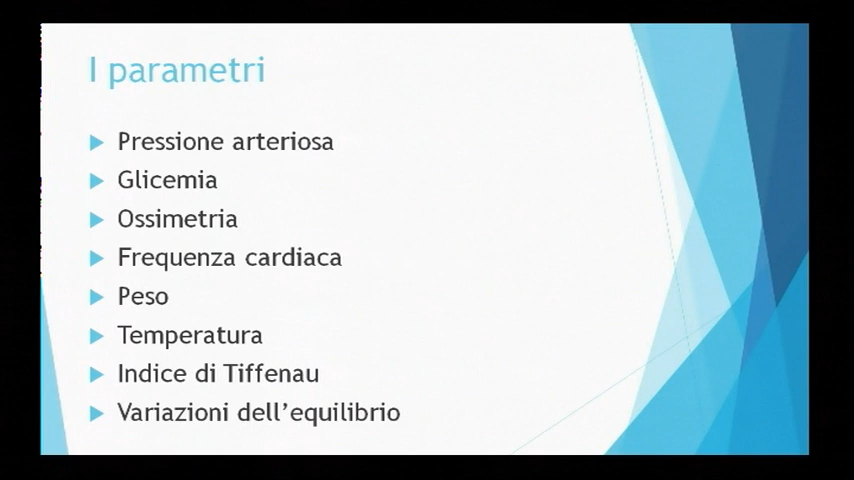 I parametri
Pressione arteriosa
Glicemia
Ossimetria
Frequenza cardiaca
Peso
Temperatura
Indice di Tiffenau
Variazioni dell’equilibrio